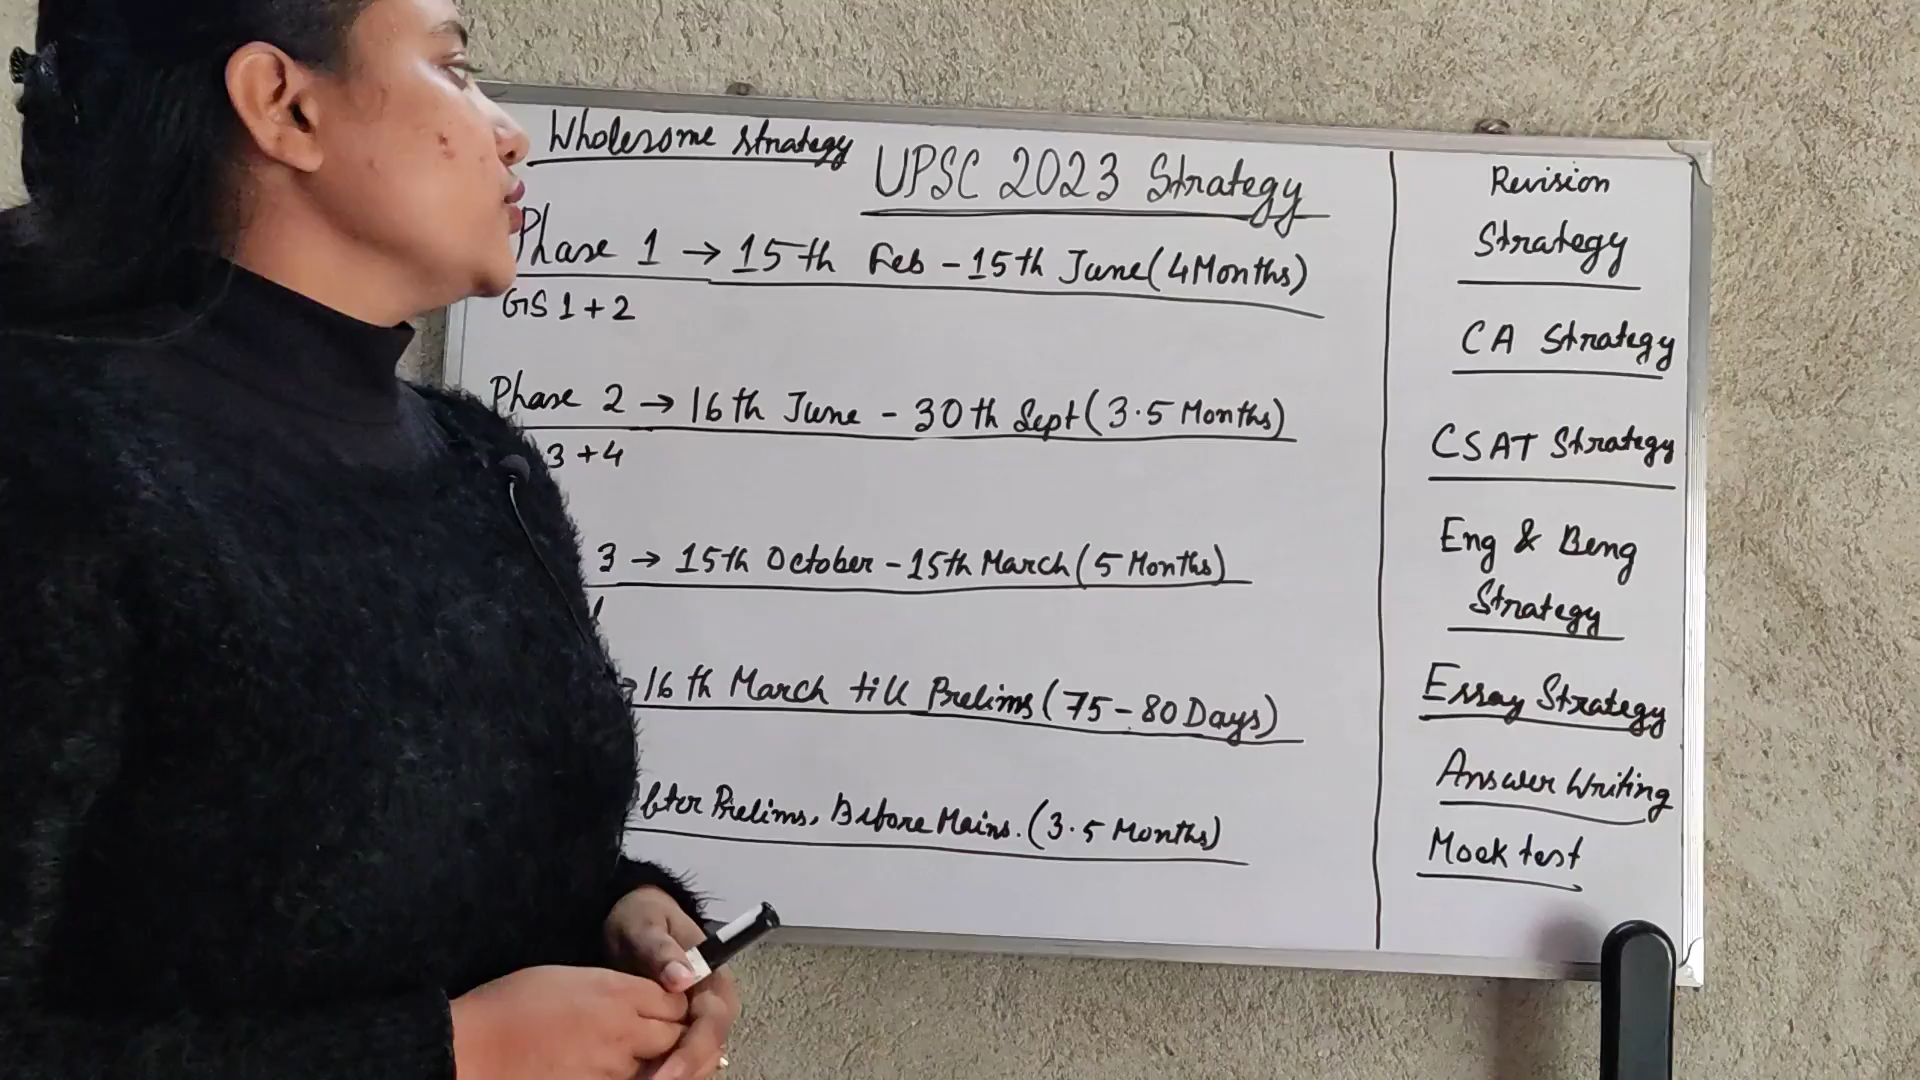 Wholesome strategy
UPSC 2023 Strategy
Phase 1 → 15th Feb - 15th June (4 Months)
GS 1 + 2
Phase 2 → 16th June - 30th Sept (3.5 Months)
3 + 4
3 → 15th October - 15th March (5 Months)
→ 16th March till Prelims (75 - 80 Days)
Prelims, Before Mains. (3.5 Months)
Revision
Strategy
CA Strategy
CSAT Strategy
Eng & Beng
Strategy
Essay Strategy
Answer Writing
Mock test